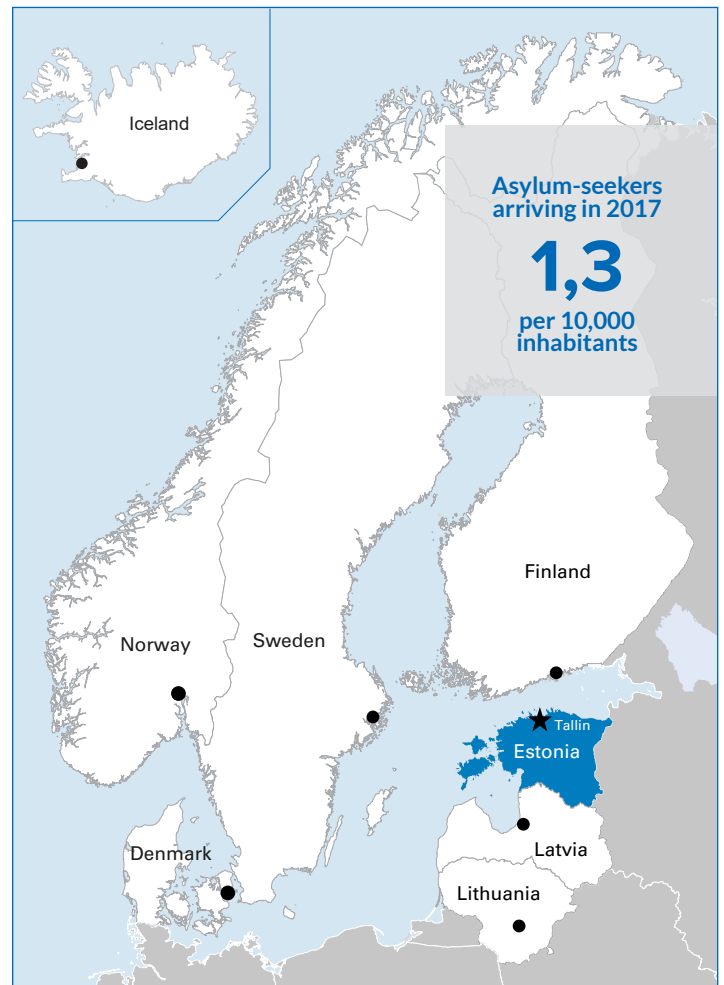 Iceland
Asylum-seekers
arriving in 2017
1,3
per 10,000
inhabitants
Finland
Norway
Sweden
Tallin
Estonia
Denmark
Latvia
Lithuania